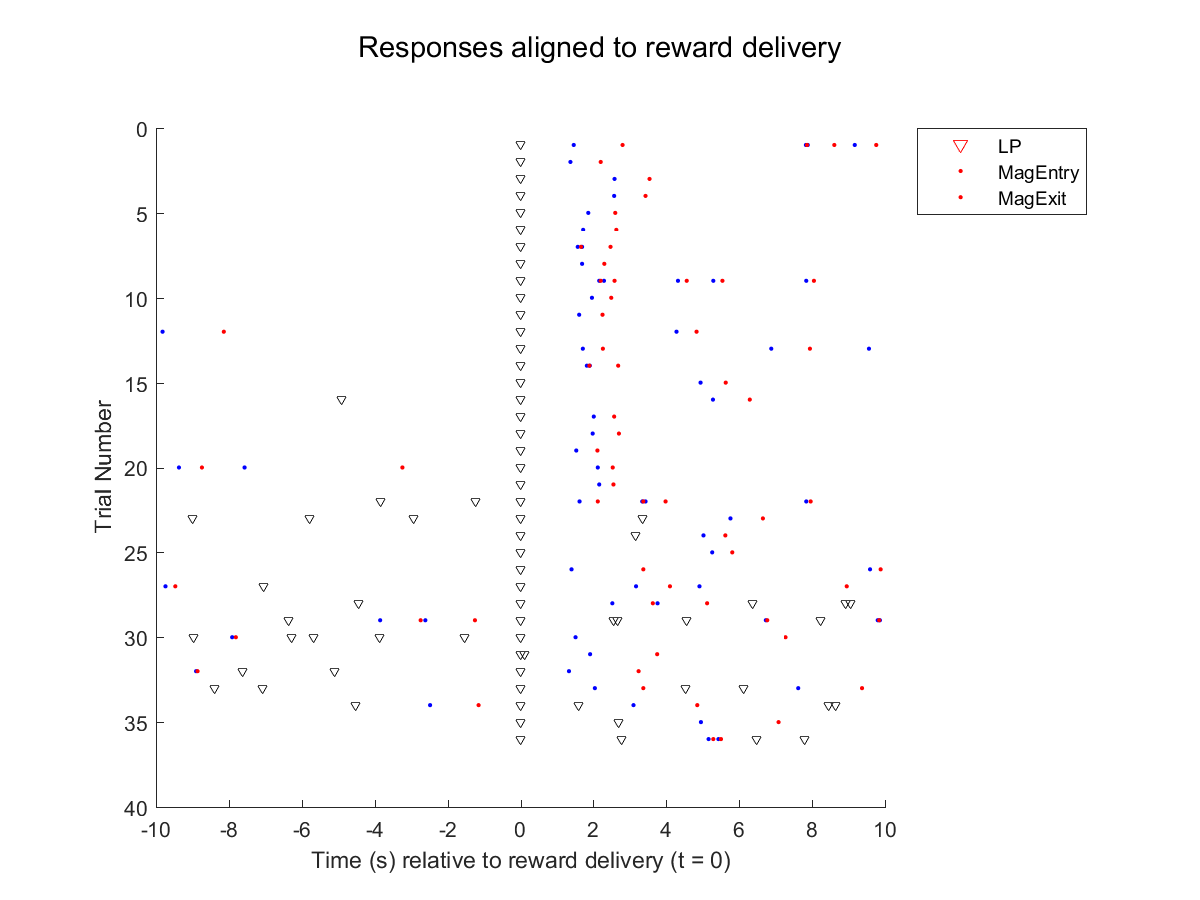 Responses aligned to reward delivery
LP
MagEntry
MagExit
0
5
10
15
20
25
30
35
40
Trial Number
-10 -8 -6 -4 -2 0 2 4 6 8 10
Time (s) relative to reward delivery (t = 0)